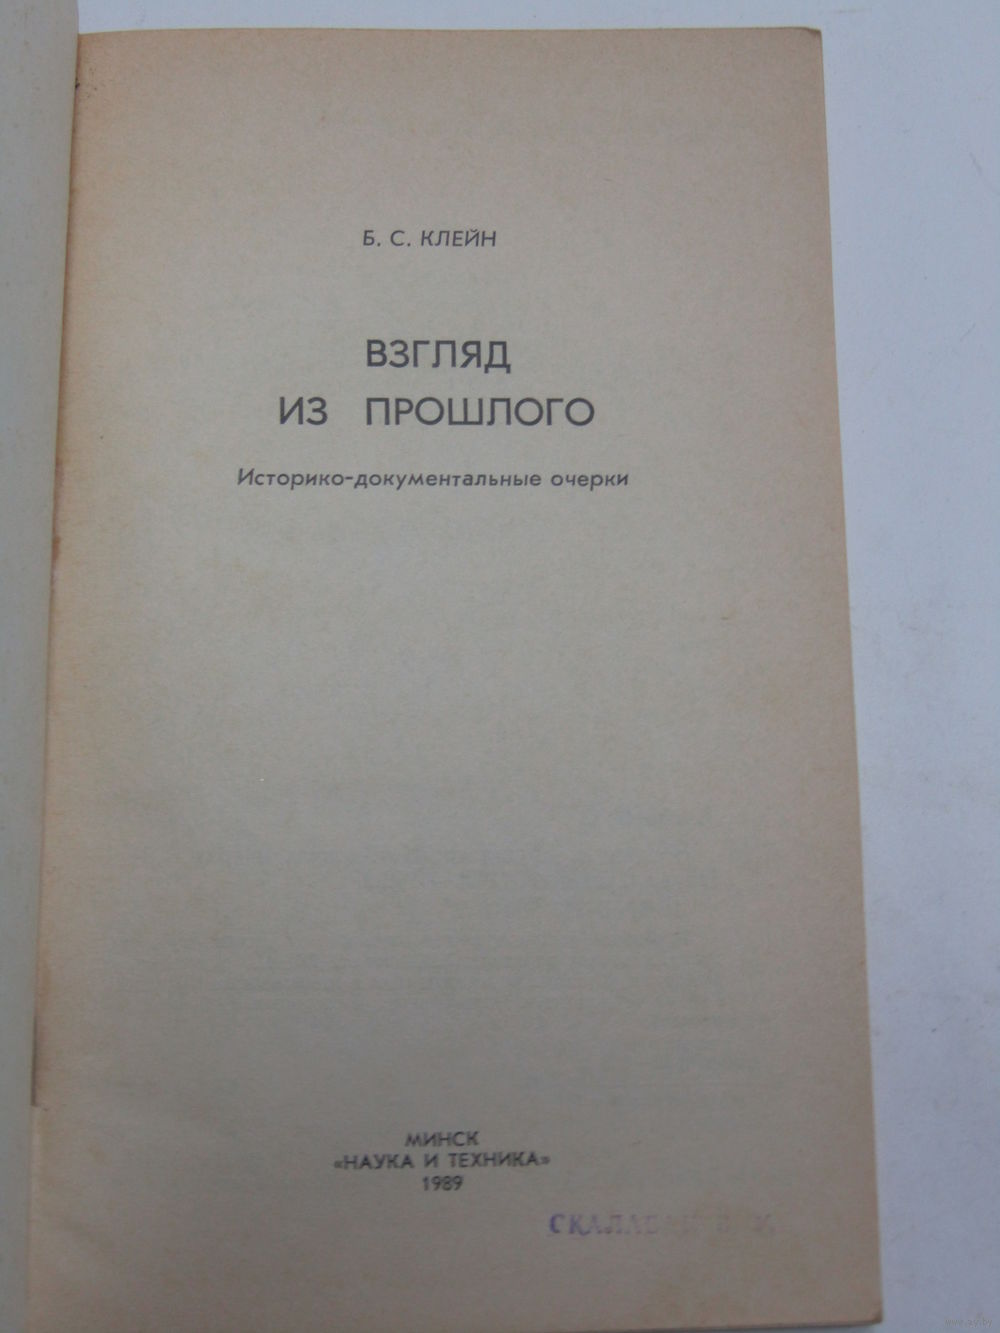 Б. С. КЛЕЙН
ВЗГЛЯД
ИЗ ПРОШЛОГО
Историко-документальные очерки
МИНСК
«НАУКА И ТЕХНИКА»
1989